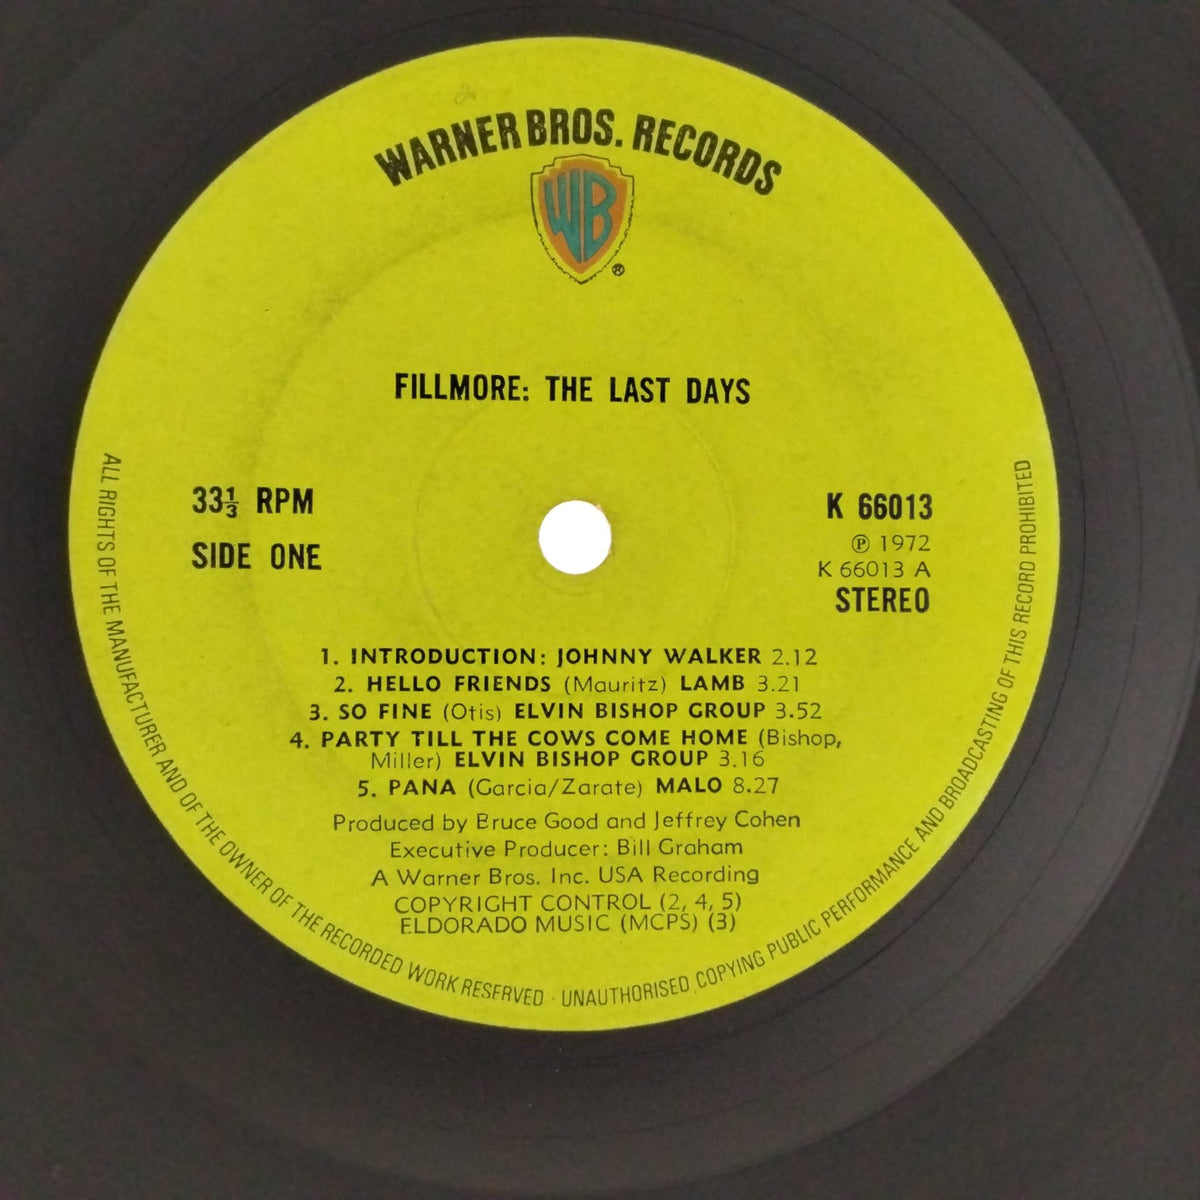 WARNER BROS. RECORDS
WB
®
FILLMORE: THE LAST DAYS
33⅓ RPM
SIDE ONE
K 66013
℗ 1972
K 66013 A
STEREO
1. INTRODUCTION: JOHNNY WALKER 2.12
2. HELLO FRIENDS (Mauritz) LAMB 3.21
3. SO FINE (Otis) ELVIN BISHOP GROUP 3.52
4. PARTY TILL THE COWS COME HOME (Bishop,
Miller) ELVIN BISHOP GROUP 3.16
5. PANA (Garcia/Zarate) MALO 8.27
Produced by Bruce Good and Jeffrey Cohen
Executive Producer: Bill Graham
A Warner Bros. Inc. USA Recording
COPYRIGHT CONTROL (2, 4, 5)
ELDORADO MUSIC (MCPS) (3)
ALL RIGHTS OF THE MANUFACTURER AND OF THE OWNER OF THE RECORDED WORK RESERVED · UNAUTHORISED COPYING PUBLIC PERFORMANCE AND BROADCASTING OF THIS RECORD PROHIBITED